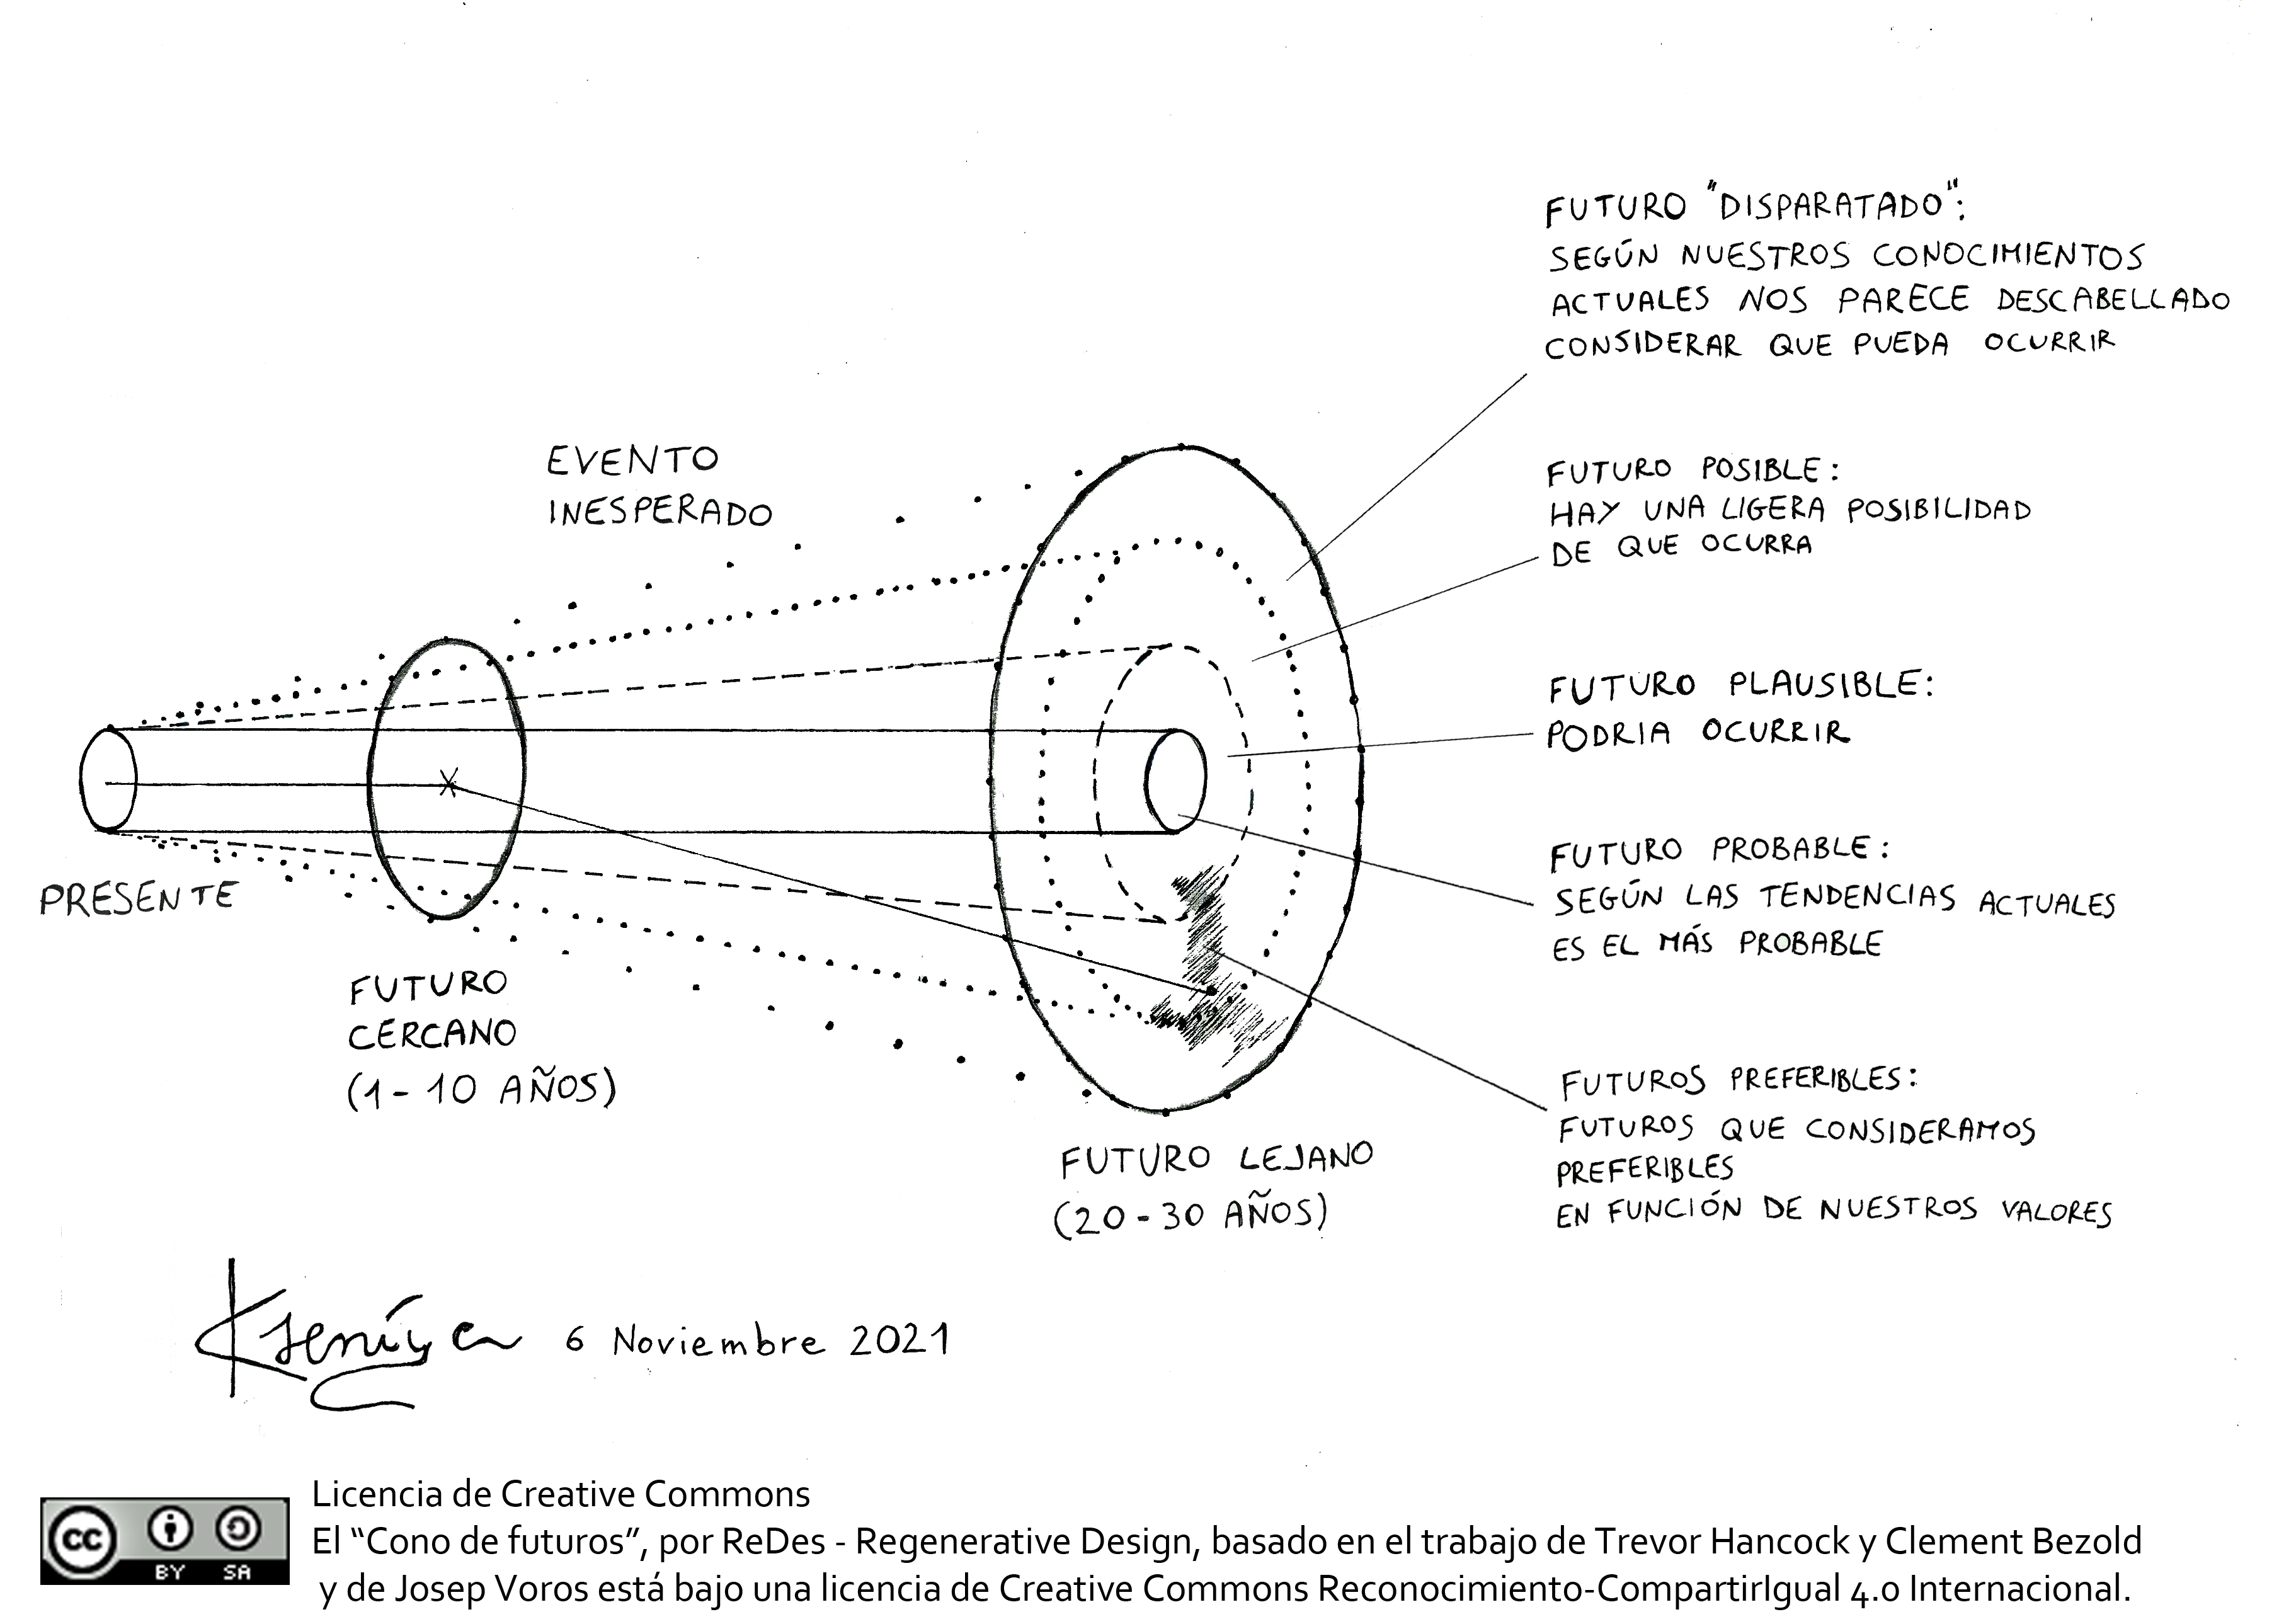 FUTURO "DISPARATADO":
SEGÚN NUESTROS CONOCIMIENTOS
ACTUALES NOS PARECE DESCABELLADO
CONSIDERAR QUE PUEDA OCURRIR
EVENTO
INESPERADO
FUTURO POSIBLE:
HAY UNA LIGERA POSIBILIDAD
DE QUE OCURRA
FUTURO PLAUSIBLE:
PODRIA OCURRIR
FUTURO PROBABLE:
SEGÚN LAS TENDENCIAS ACTUALES
ES EL MÁS PROBABLE
PRESENTE
FUTURO
CERCANO
(1-10 AÑOS)
FUTUROS PREFERIBLES:
FUTUROS QUE CONSIDERAMOS
PREFERIBLES
EN FUNCIÓN DE NUESTROS VALORES
FUTURO LEJANO
(20-30 AÑOS)
Kseniya 6 Noviembre 2021
cc BY SA
Licencia de Creative Commons
El “Cono de futuros”, por ReDes - Regenerative Design, basado en el trabajo de Trevor Hancock y Clement Bezold
y de Josep Voros está bajo una licencia de Creative Commons Reconocimiento-CompartirIgual 4.0 Internacional.